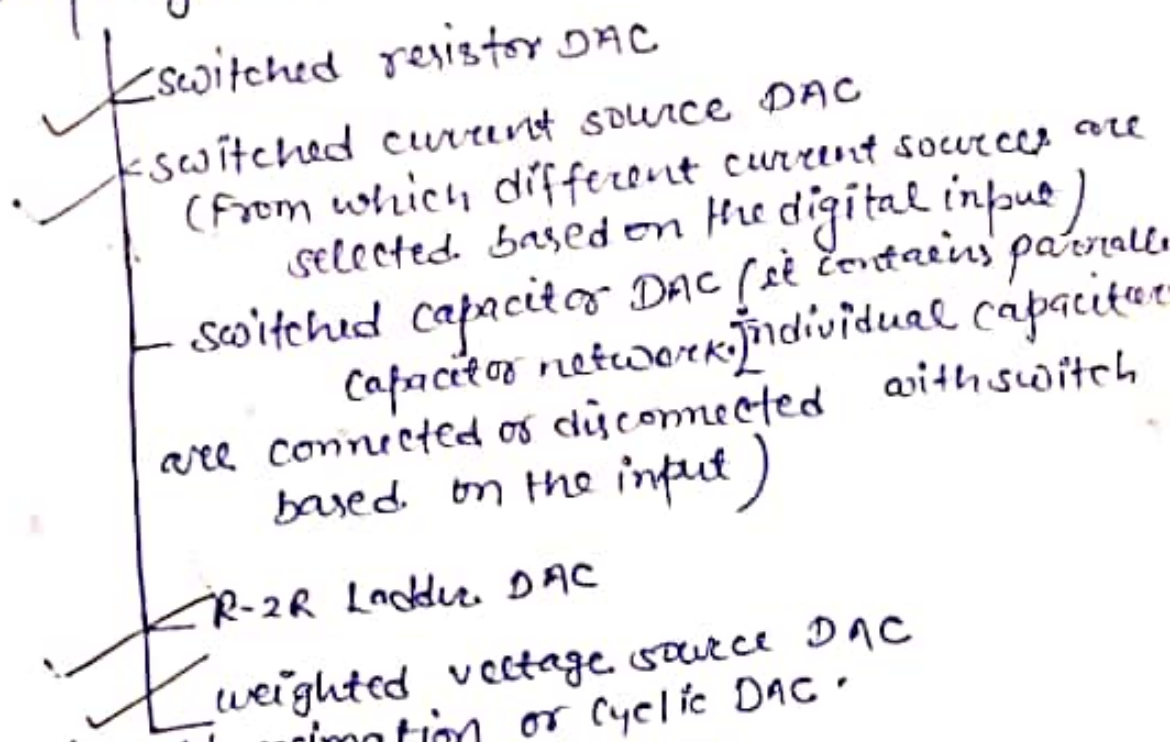 switched resistor DAC
switched current source DAC
(From which different current sources are
selected based on the digital input)
switched capacitor DAC (it contains parralle
capacitor network. Individual capacitor
are connected or disconnected with switch
based on the input)
R-2R Ladder DAC
weighted voltage source DAC
or Cyclic DAC.